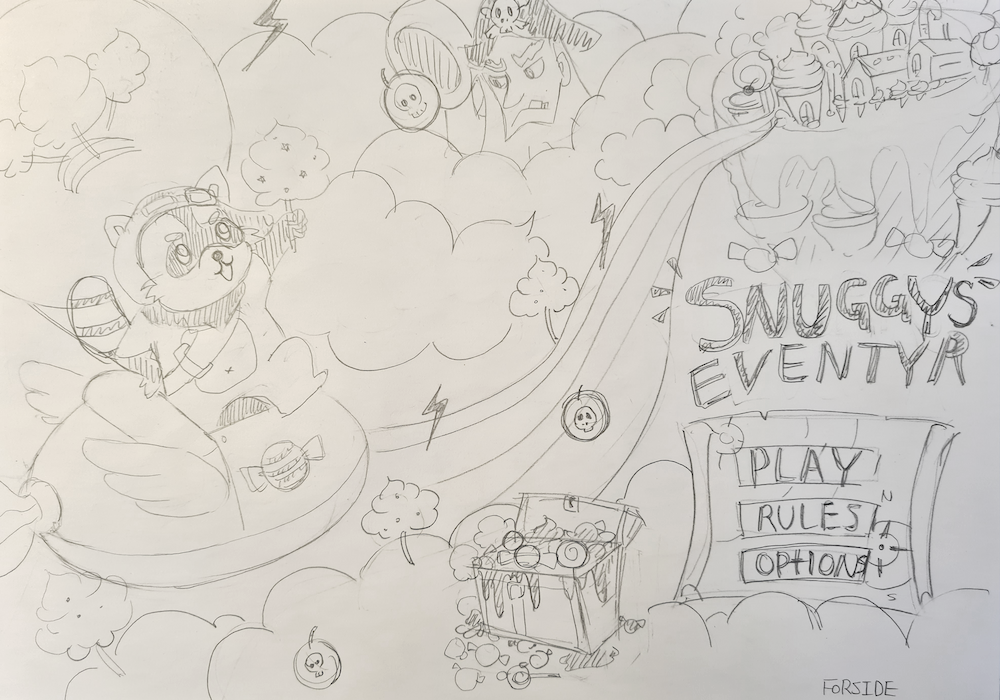 SNUGGYS
EVENTYR
PLAY
RULES
OPTIONS
N
S
FORSIDE